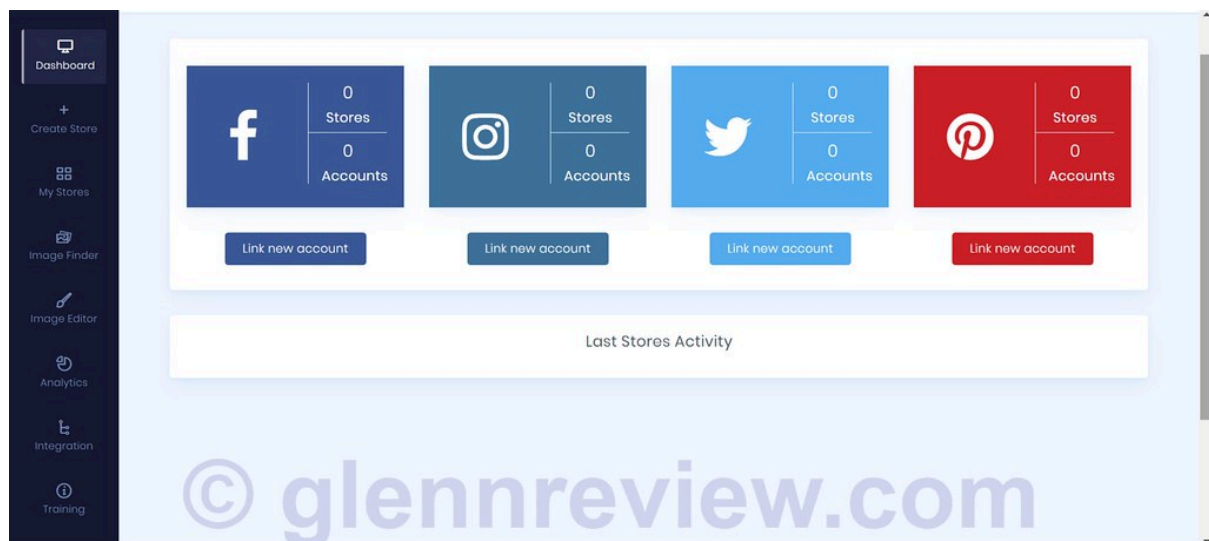 Dashboard
Create Store
My Stores
Image Finder
Image Editor
Analytics
Integration
Training
0
Stores
0
Accounts
Link new account
0
Stores
0
Accounts
Link new account
0
Stores
0
Accounts
Link new account
0
Stores
0
Accounts
Link new account
Last Stores Activity
© glennreview.com